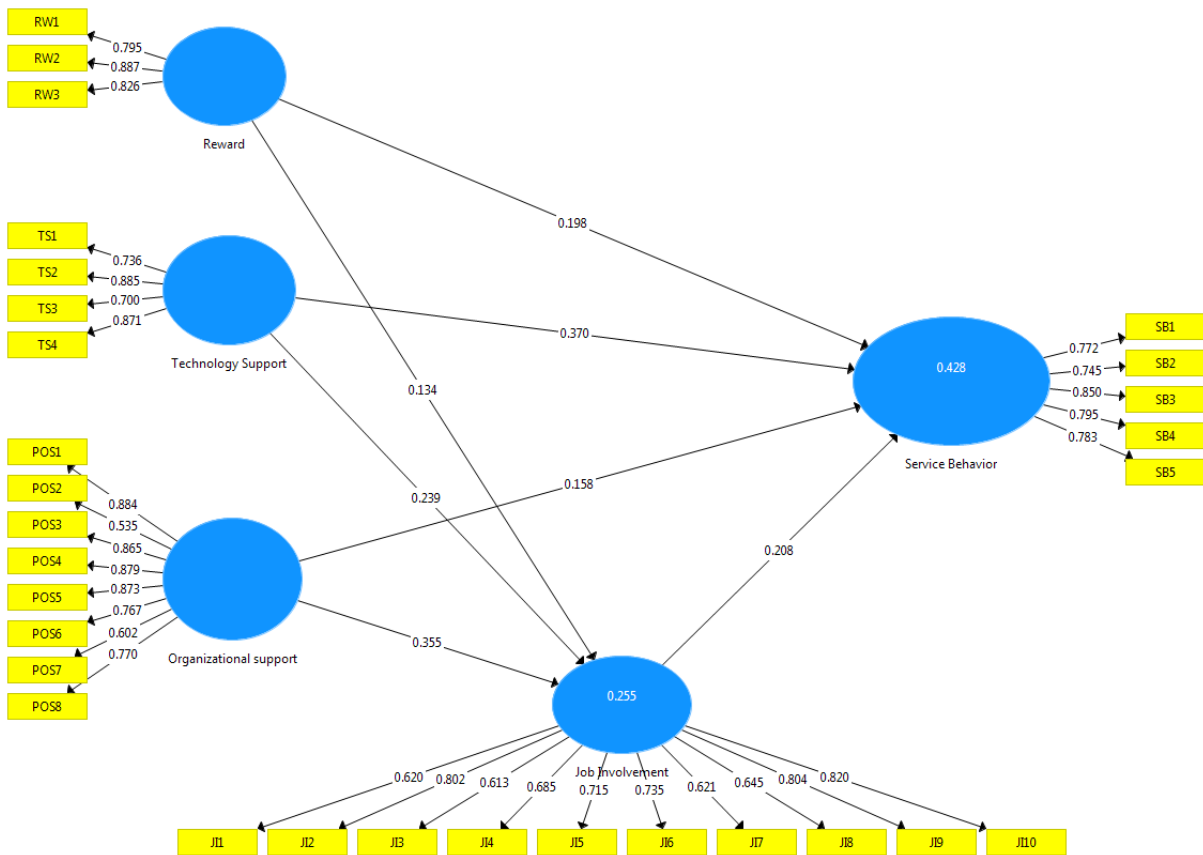 RW1
RW2
RW3
0.795
0.887
0.826
Reward
TS1
TS2
TS3
TS4
0.736
0.885
0.700
0.871
Technology Support
POS1
POS2
POS3
POS4
POS5
POS6
POS7
POS8
0.884
0.535
0.865
0.879
0.873
0.767
0.602
0.770
Organizational support
0.198
0.370
0.134
0.239
0.158
0.355
0.208
0.428
Service Behavior
0.772
0.745
0.850
0.795
0.783
SB1
SB2
SB3
SB4
SB5
0.255
Job Involvement
0.620
0.802
0.613
0.685
0.715
0.735
0.621
0.645
0.804
0.820
JI1
JI2
JI3
JI4
JI5
JI6
JI7
JI8
JI9
JI10